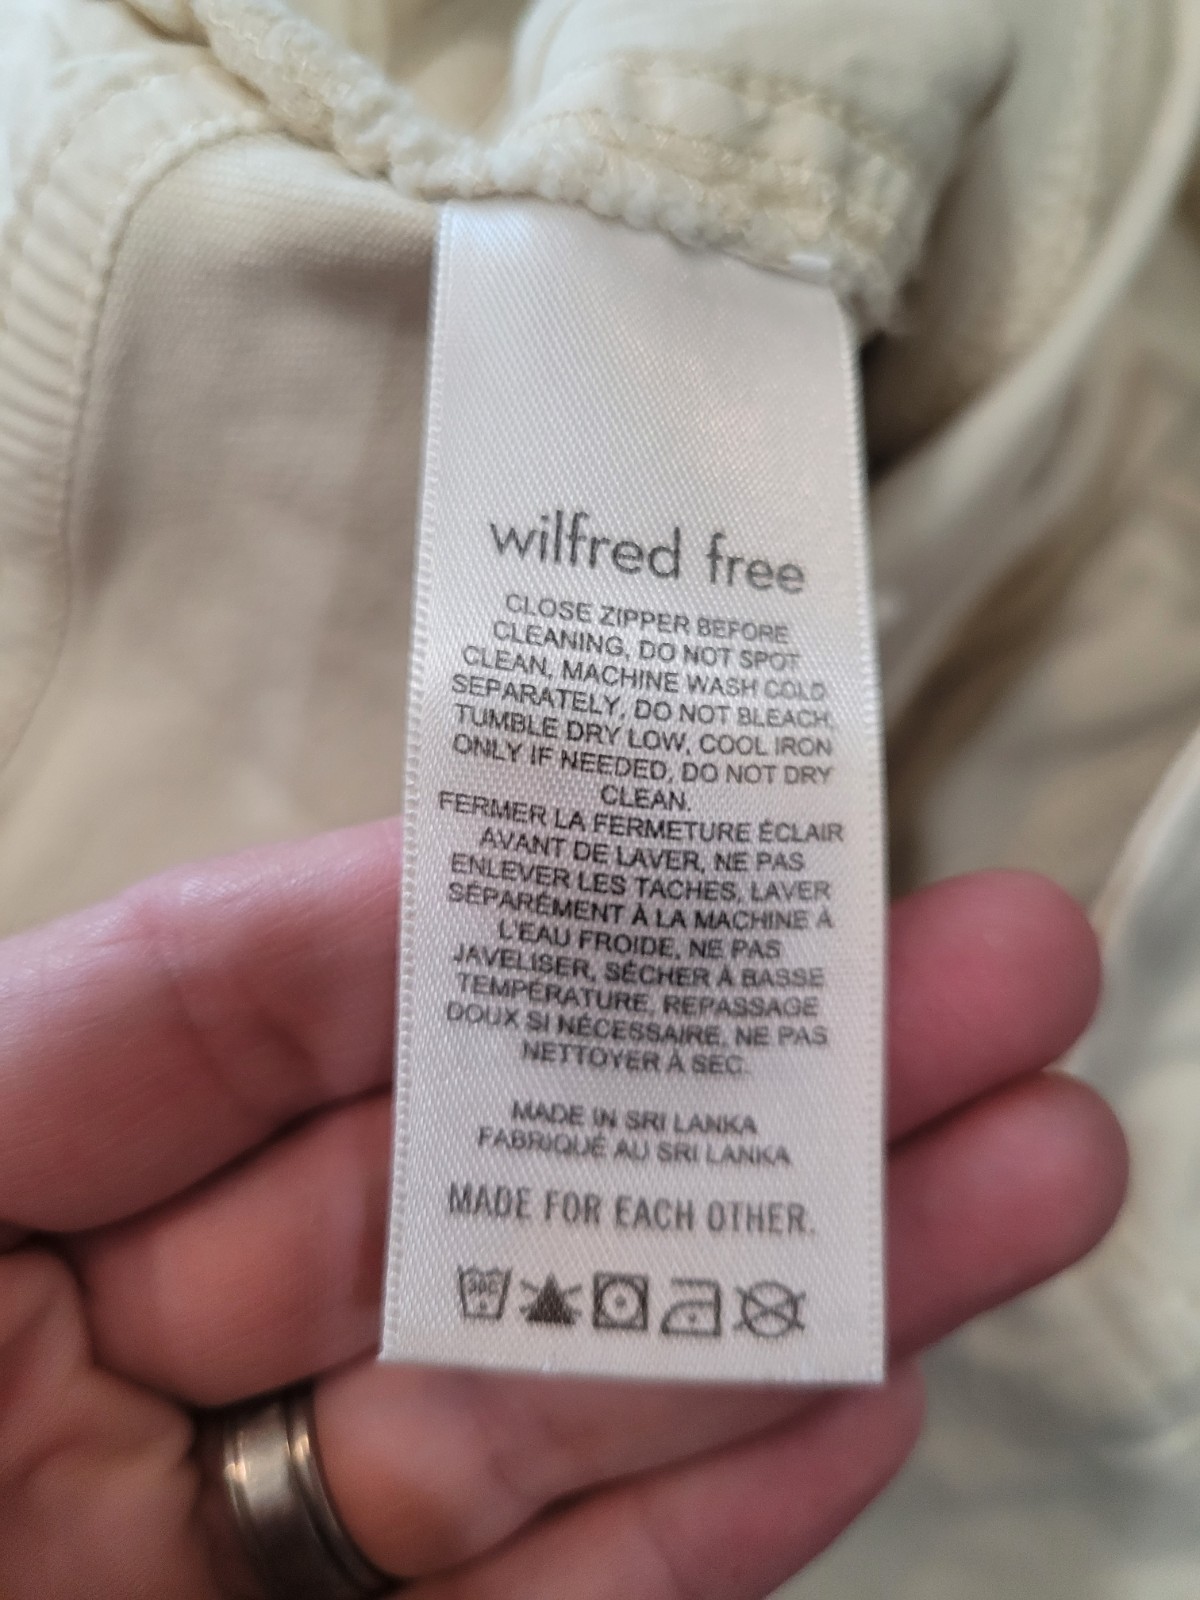 wilfred free
CLOSE ZIPPER BEFORE
CLEANING, DO NOT SPOT
CLEAN, MACHINE WASH COLD
SEPARATELY, DO NOT BLEACH,
TUMBLE DRY LOW, COOL IRON
ONLY IF NEEDED, DO NOT DRY
CLEAN.
FERMER LA FERMETURE ÉCLAIR
AVANT DE LAVER, NE PAS
ENLEVER LES TACHES, LAVER
SÉPARÉMENT À LA MACHINE À
L'EAU FROIDE, NE PAS
JAVELISER, SÉCHER À BASSE
TEMPÉRATURE, REPASSAGE
DOUX SI NÉCESSAIRE, NE PAS
NETTOYER À SEC.
MADE IN SRI LANKA
FABRIQUÉ AU SRI LANKA
MADE FOR EACH OTHER.
30C